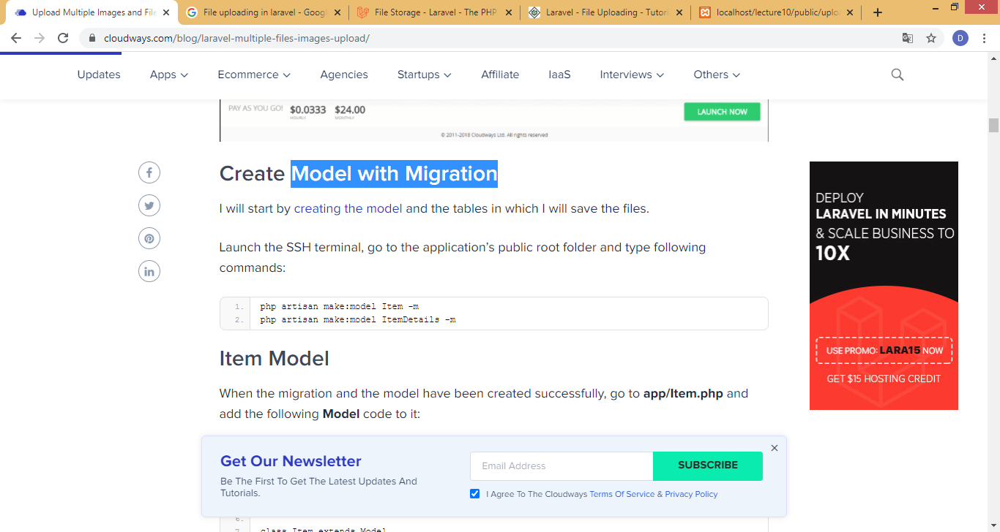 Upload Multiple Images and File
File uploading in laravel - Googl
File Storage - Laravel - The PHP
Laravel - File Uploading - Tutori
localhost/lecture10/public/uplo
cloudways.com/blog/laravel-multiple-files-images-upload/
D
Updates
Apps
Ecommerce
Agencies
Startups
Affiliate
IaaS
Interviews
Others
PAY AS YOU GO!
$0.0333
$24.00
HOURLY
MONTHLY
LAUNCH NOW
© 2011-2018 Cloudways Ltd. All rights reserved
Create Model with Migration
I will start by creating the model and the tables in which I will save the files.
Launch the SSH terminal, go to the application’s public root folder and type following
commands:
1. php artisan make:model Item -m
2. php artisan make:model ItemDetails -m
Item Model
When the migration and the model have been created successfully, go to app/Item.php and
add the following Model code to it:
DEPLOY
LARAVEL IN MINUTES
& SCALE BUSINESS TO
10X
USE PROMO: LARA15 NOW
GET $15 HOSTING CREDIT
Get Our Newsletter
Be The First To Get The Latest Updates And
Tutorials.
Email Address
SUBSCRIBE
I Agree To The Cloudways Terms Of Service & Privacy Policy
6.
7. class Item extends Model